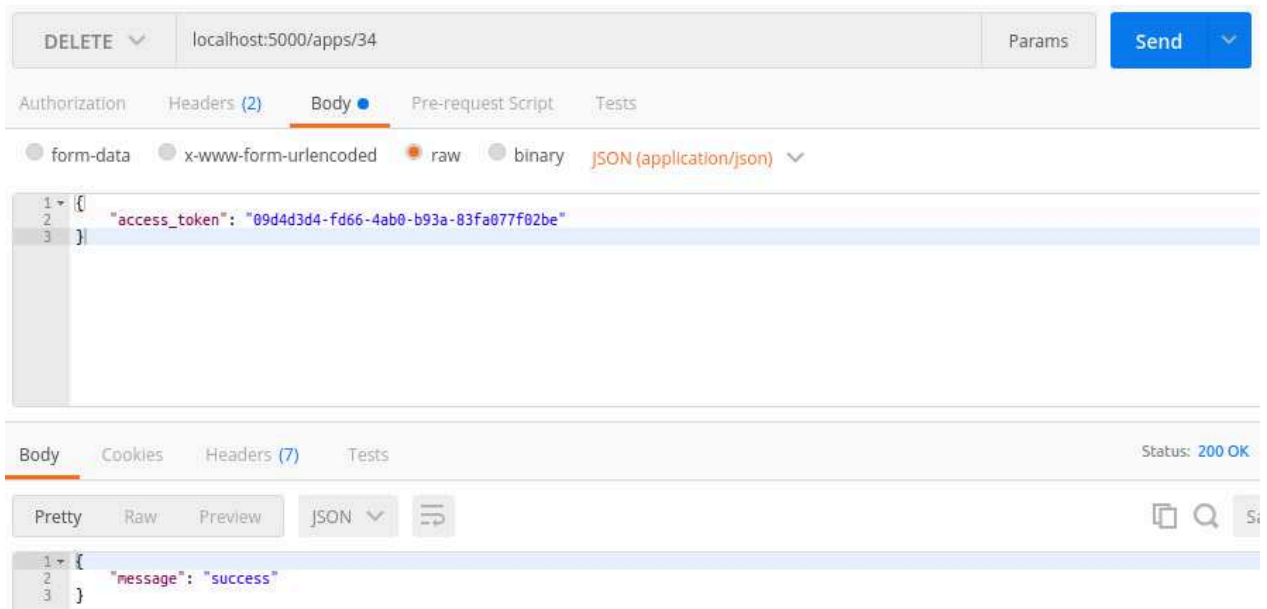 DELETE localhost:5000/apps/34 Params Send
Authorization Headers (2) Body Pre-request Script Tests
form-data x-www-form-urlencoded raw binary JSON (application/json)
1 {
2 "access_token": "09d4d3d4-fd66-4ab0-b93a-83fa077f02be"
3 }
Body Cookies Headers (7) Tests Status: 200 OK
Pretty Raw Preview JSON
1 {
2 "message": "success"
3 }